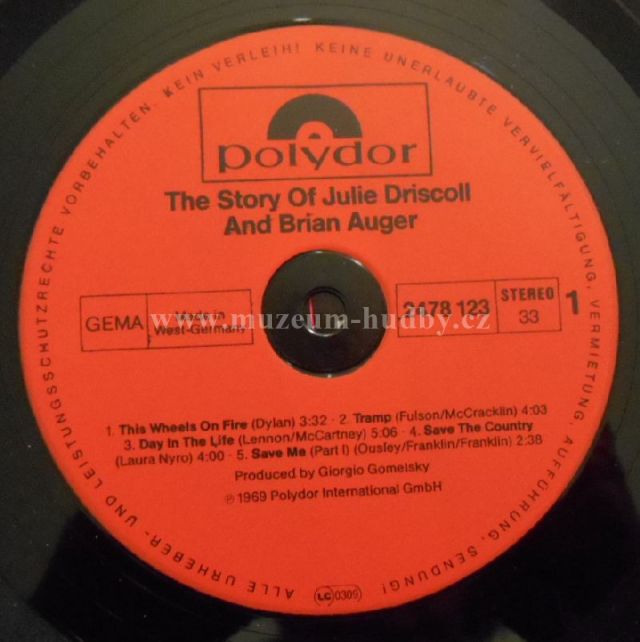 ALLE URHEBER- UND LEISTUNGSSCHUTZRECHTE VORBEHALTEN. KEIN VERLEIH! KEINE UNERLAUBTE VERVIELFÄLTIGUNG, VERMIETUNG, AUFFÜHRUNG, SENDUNG!
polydor
The Story Of Julie Driscoll
And Brian Auger
GEMA
Made in
West-Germany
2478 123
STEREO
33
1
www.muzeum-hudby.cz
1. This Wheels On Fire (Dylan) 3:32 · 2. Tramp (Fulson/McCracklin) 4:03
3. Day In The Life (Lennon/McCartney) 5:06 · 4. Save The Country
(Laura Nyro) 4:00 · 5. Save Me (Part I) (Ousley/Franklin/Franklin) 2:38
Produced by Giorgio Gomelsky
℗ 1969 Polydor International GmbH
LC 0309